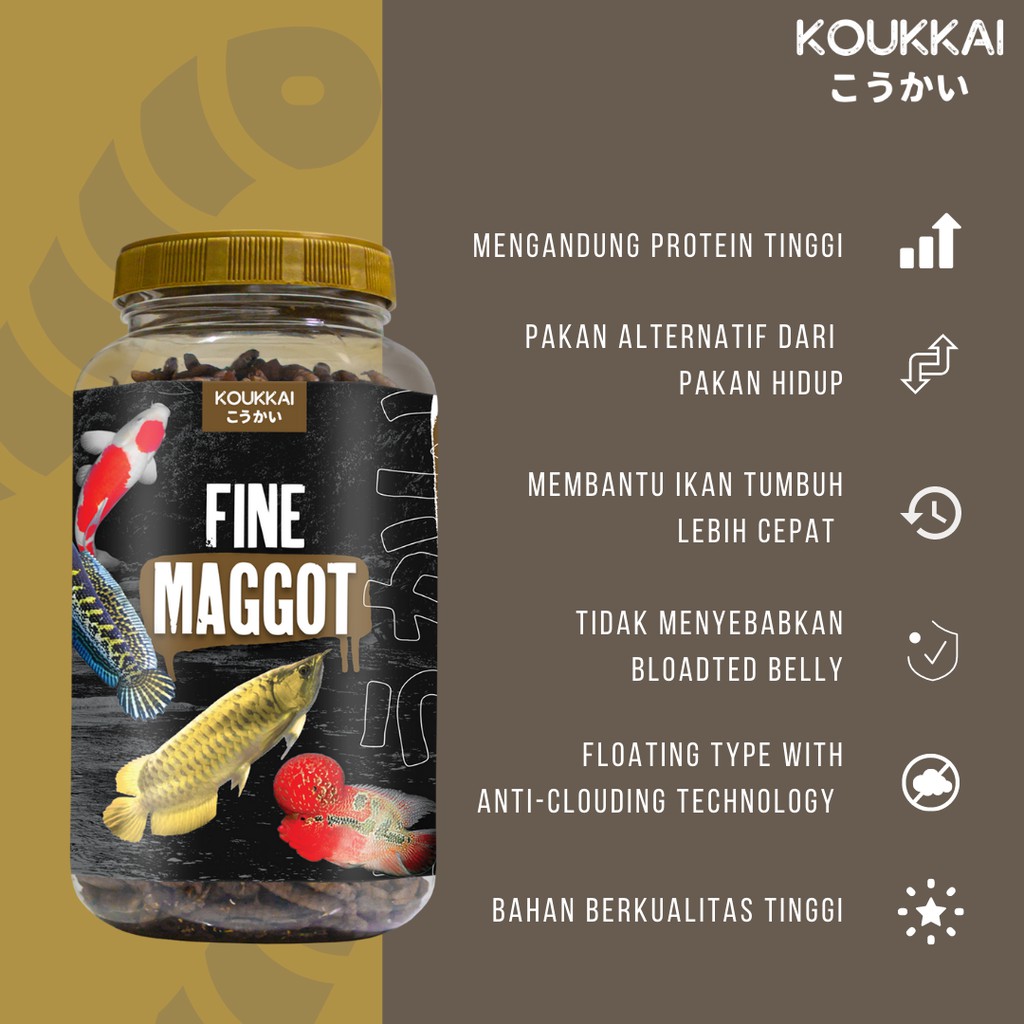 KOUKKAI
こうかい
MENGANDUNG PROTEIN TINGGI
PAKAN ALTERNATIF DARI
PAKAN HIDUP
MEMBANTU IKAN TUMBUH
LEBIH CEPAT
TIDAK MENYEBABKAN
BLOADTED BELLY
FLOATING TYPE WITH
ANTI-CLOUDING TECHNOLOGY
BAHAN BERKUALITAS TINGGI
KOUKKAI
こうかい
FINE
MAGGOT